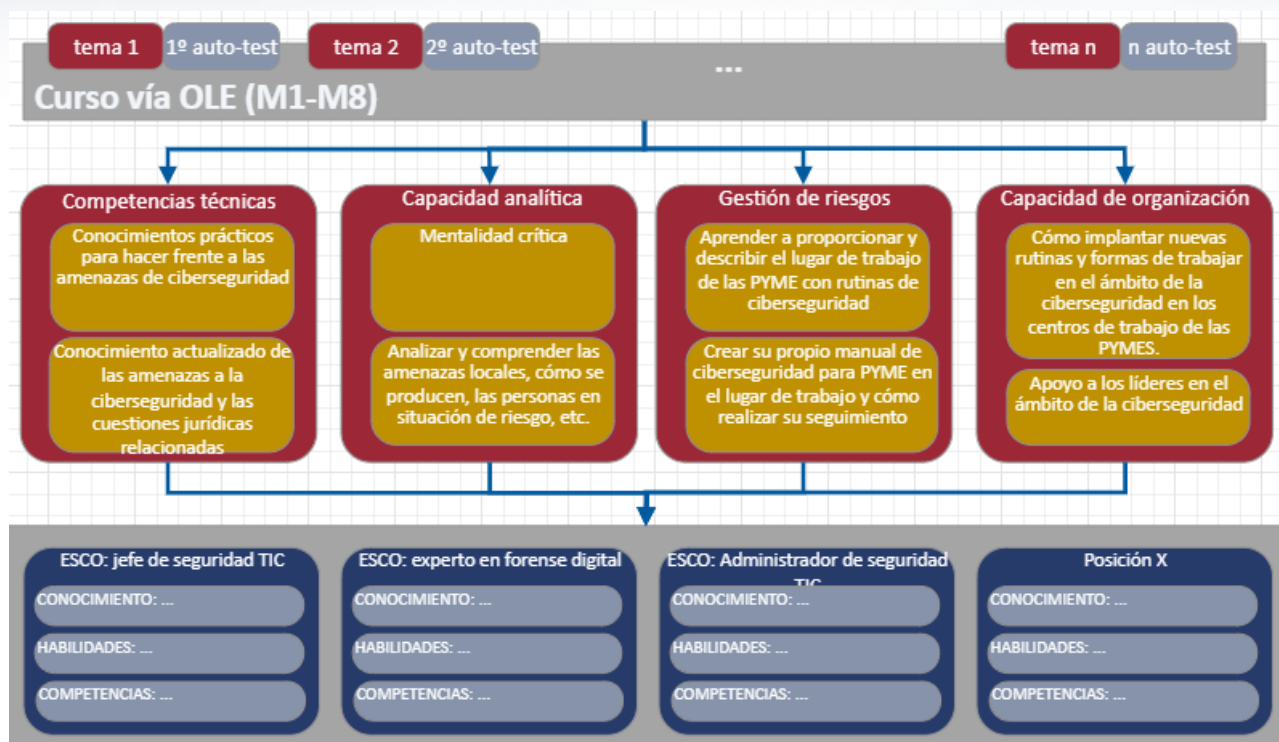 tema 1
1º auto-test
tema 2
2º auto-test
...
tema n
n auto-test
Curso vía OLE (M1-M8)
Competencias técnicas
Conocimientos prácticos
para hacer frente a las
amenazas de ciberseguridad
Conocimiento actualizado de
las amenazas a la
ciberseguridad y las
cuestiones jurídicas
relacionadas
Capacidad analítica
Mentalidad crítica
Analizar y comprender las
amenazas locales, cómo se
producen, las personas en
situación de riesgo, etc.
Gestión de riesgos
Aprender a proporcionar y
describir el lugar de trabajo
de las PYME con rutinas de
ciberseguridad
Crear su propio manual de
ciberseguridad para PYME en
el lugar de trabajo y cómo
realizar su seguimiento
Capacidad de organización
Cómo implantar nuevas
rutinas y formas de trabajar
en el ámbito de la
ciberseguridad en los
centros de trabajo de las
PYMES.
Apoyo a los líderes en el
ámbito de la ciberseguridad
ESCO: jefe de seguridad TIC
CONOCIMIENTO: ...
HABILIDADES: ...
COMPETENCIAS: ...
ESCO: experto en forense digital
CONOCIMIENTO: ...
HABILIDADES: ...
COMPETENCIAS: ...
ESCO: Administrador de seguridad
TIC
CONOCIMIENTO: ...
HABILIDADES: ...
COMPETENCIAS: ...
Posición X
CONOCIMIENTO: ...
HABILIDADES: ...
COMPETENCIAS: ...